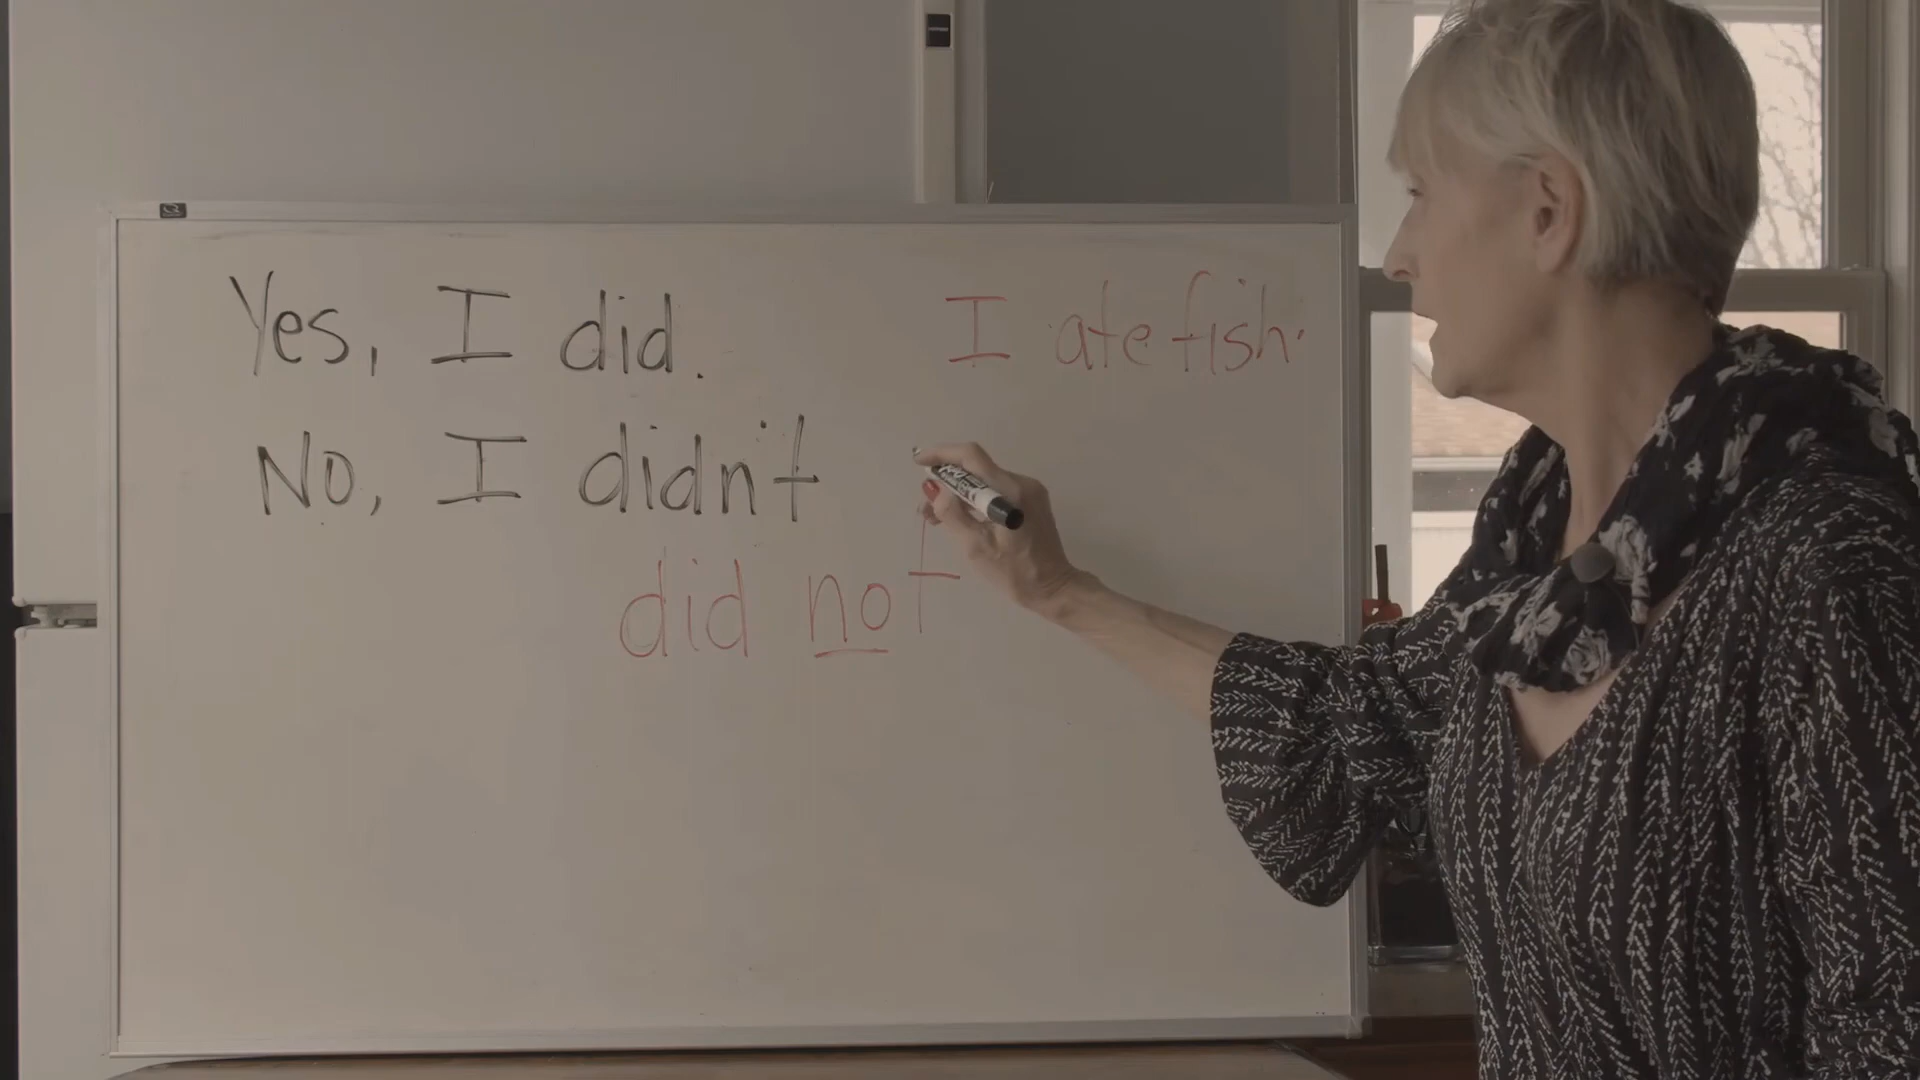 Yes, I did.
I ate fish.
No, I didn't
did not